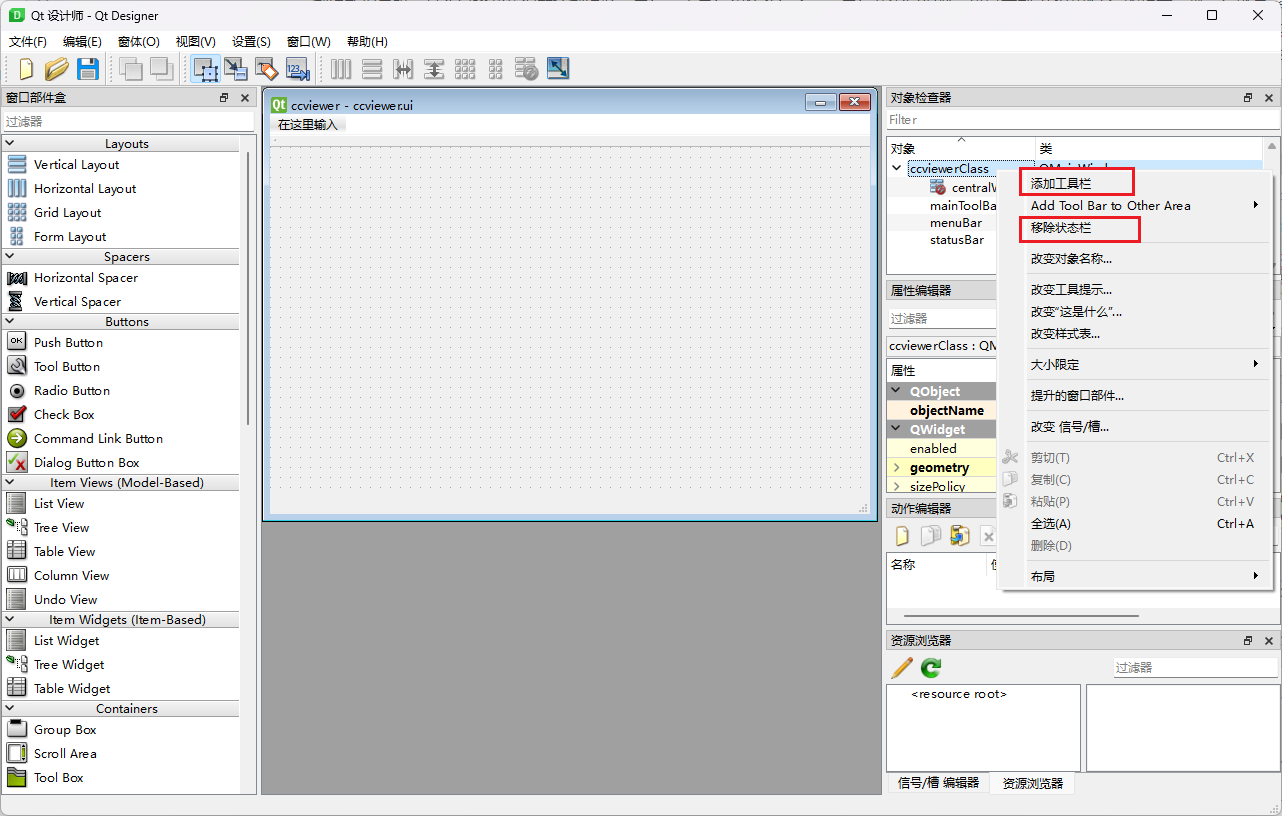 Qt 设计师 - Qt Designer
文件(F) 编辑(E) 窗体(O) 视图(V) 设置(S) 窗口(W) 帮助(H)
窗口部件盒
过滤器
Layouts
Vertical Layout
Horizontal Layout
Grid Layout
Form Layout
Spacers
Horizontal Spacer
Vertical Spacer
Buttons
OK Push Button
Tool Button
Radio Button
Check Box
Command Link Button
Dialog Button Box
Item Views (Model-Based)
List View
Tree View
Table View
Column View
Undo View
Item Widgets (Item-Based)
List Widget
Tree Widget
Table Widget
Containers
Group Box
Scroll Area
Tool Box
Qt ccviewer - ccviewer.ui
在这里输入
对象检查器
Filter
对象 类
ccviewerClass
mainToolBa
menuBar
statusBar
属性编辑器
过滤器
ccviewerClass : QM
属性
QObject
objectName
QWidget
enabled
geometry
sizePolicy
动作编辑器
名称
添加工具栏
Add Tool Bar to Other Area
移除状态栏
改变对象名称...
改变工具提示...
改变“这是什么”...
改变样式表...
大小限定
提升的窗口部件...
改变 信号/槽...
剪切(T) Ctrl+X
复制(C) Ctrl+C
粘贴(P) Ctrl+V
全选(A) Ctrl+A
删除(D)
布局
资源浏览器
过滤器
<resource root>
信号/槽 编辑器 资源浏览器